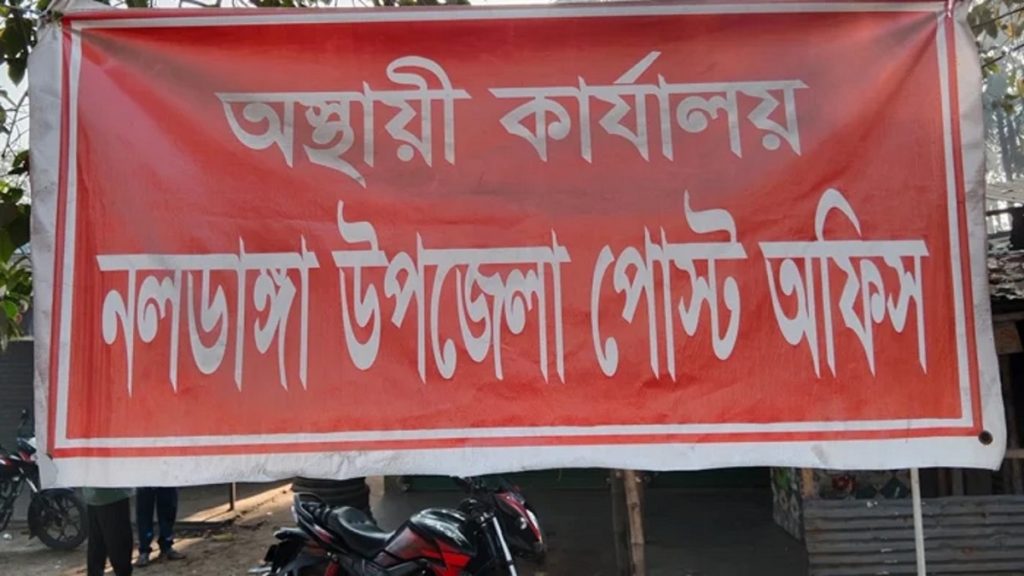 অস্থায়ী কার্যালয়
নলডাঙ্গা উপজেলা পোস্ট অফিস